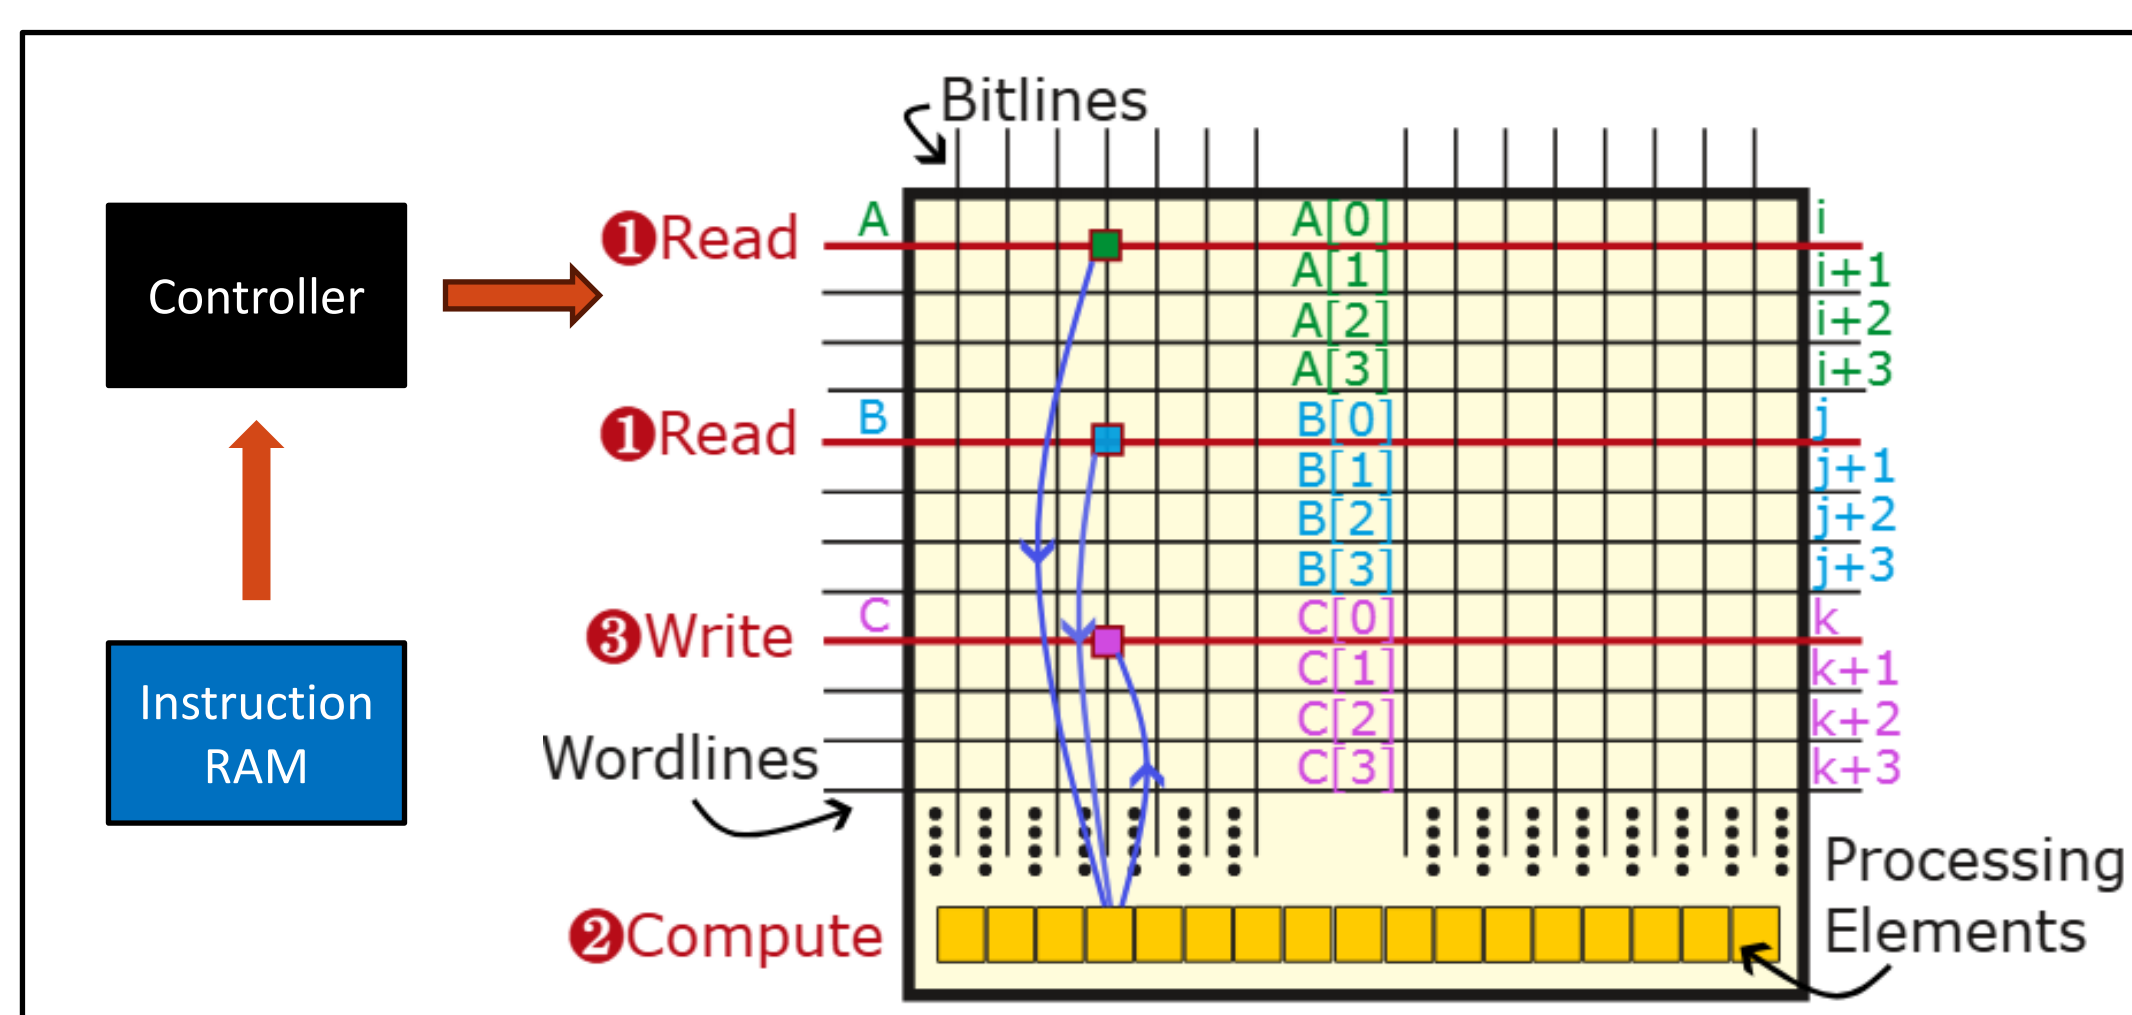 Bitlines
❶Read A A[0] i
A[1] i+1
A[2] i+2
A[3] i+3
Controller
❶Read B B[0] j
B[1] j+1
B[2] j+2
B[3] j+3
❸Write C C[0] k
C[1] k+1
C[2] k+2
C[3] k+3
Instruction
RAM
Wordlines
❷Compute
Processing
Elements